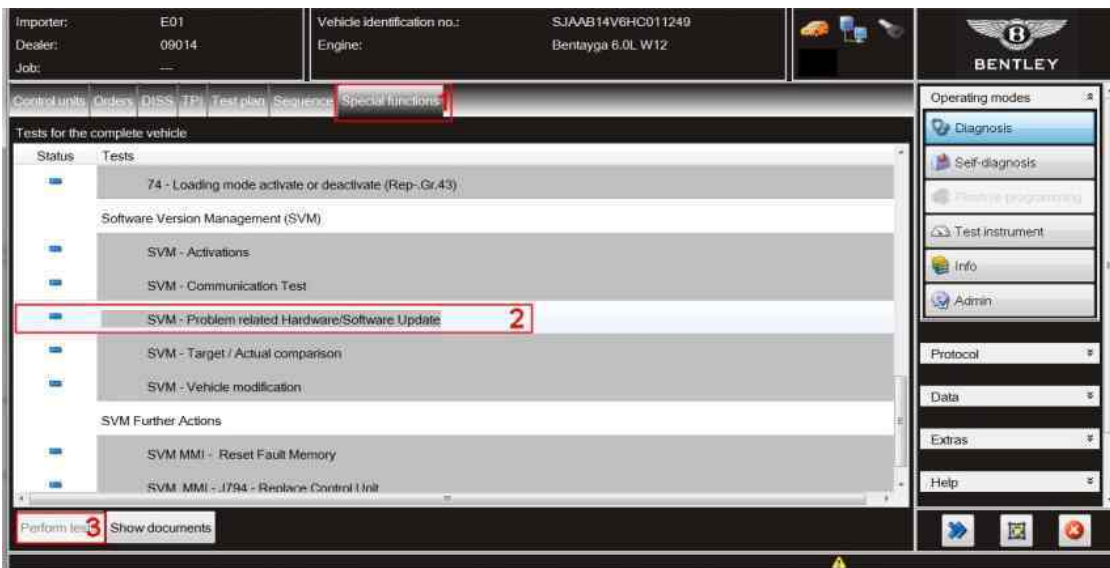 Importer: E01 Vehicle identification no.: SJAAB14V6HC011249
Dealer: 09014 Engine: Bentayga 6.0L W12
Job: ---
B
BENTLEY
Control units Orders DISS TPI Test plan Sequence Special functions 1
Operating modes
Tests for the complete vehicle
Diagnosis
Status Tests
Self-diagnosis
74 - Loading mode activate or deactivate (Rep-.Gr.43)
Software Version Management (SVM)
Test instrument
SVM - Activations
Info
SVM - Communication Test
Admin
SVM - Problem related Hardware/Software Update 2
SVM - Target / Actual comparison
Protocol
SVM - Vehicle modification
Data
SVM Further Actions
Extras
SVM MMI - Reset Fault Memory
Help
SVM MMI - J794 - Replace Control Unit
Perform test 3 Show documents